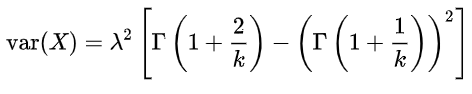 var(X) = λ² [Γ(1 + 2/k) − (Γ(1 + 1/k))²]